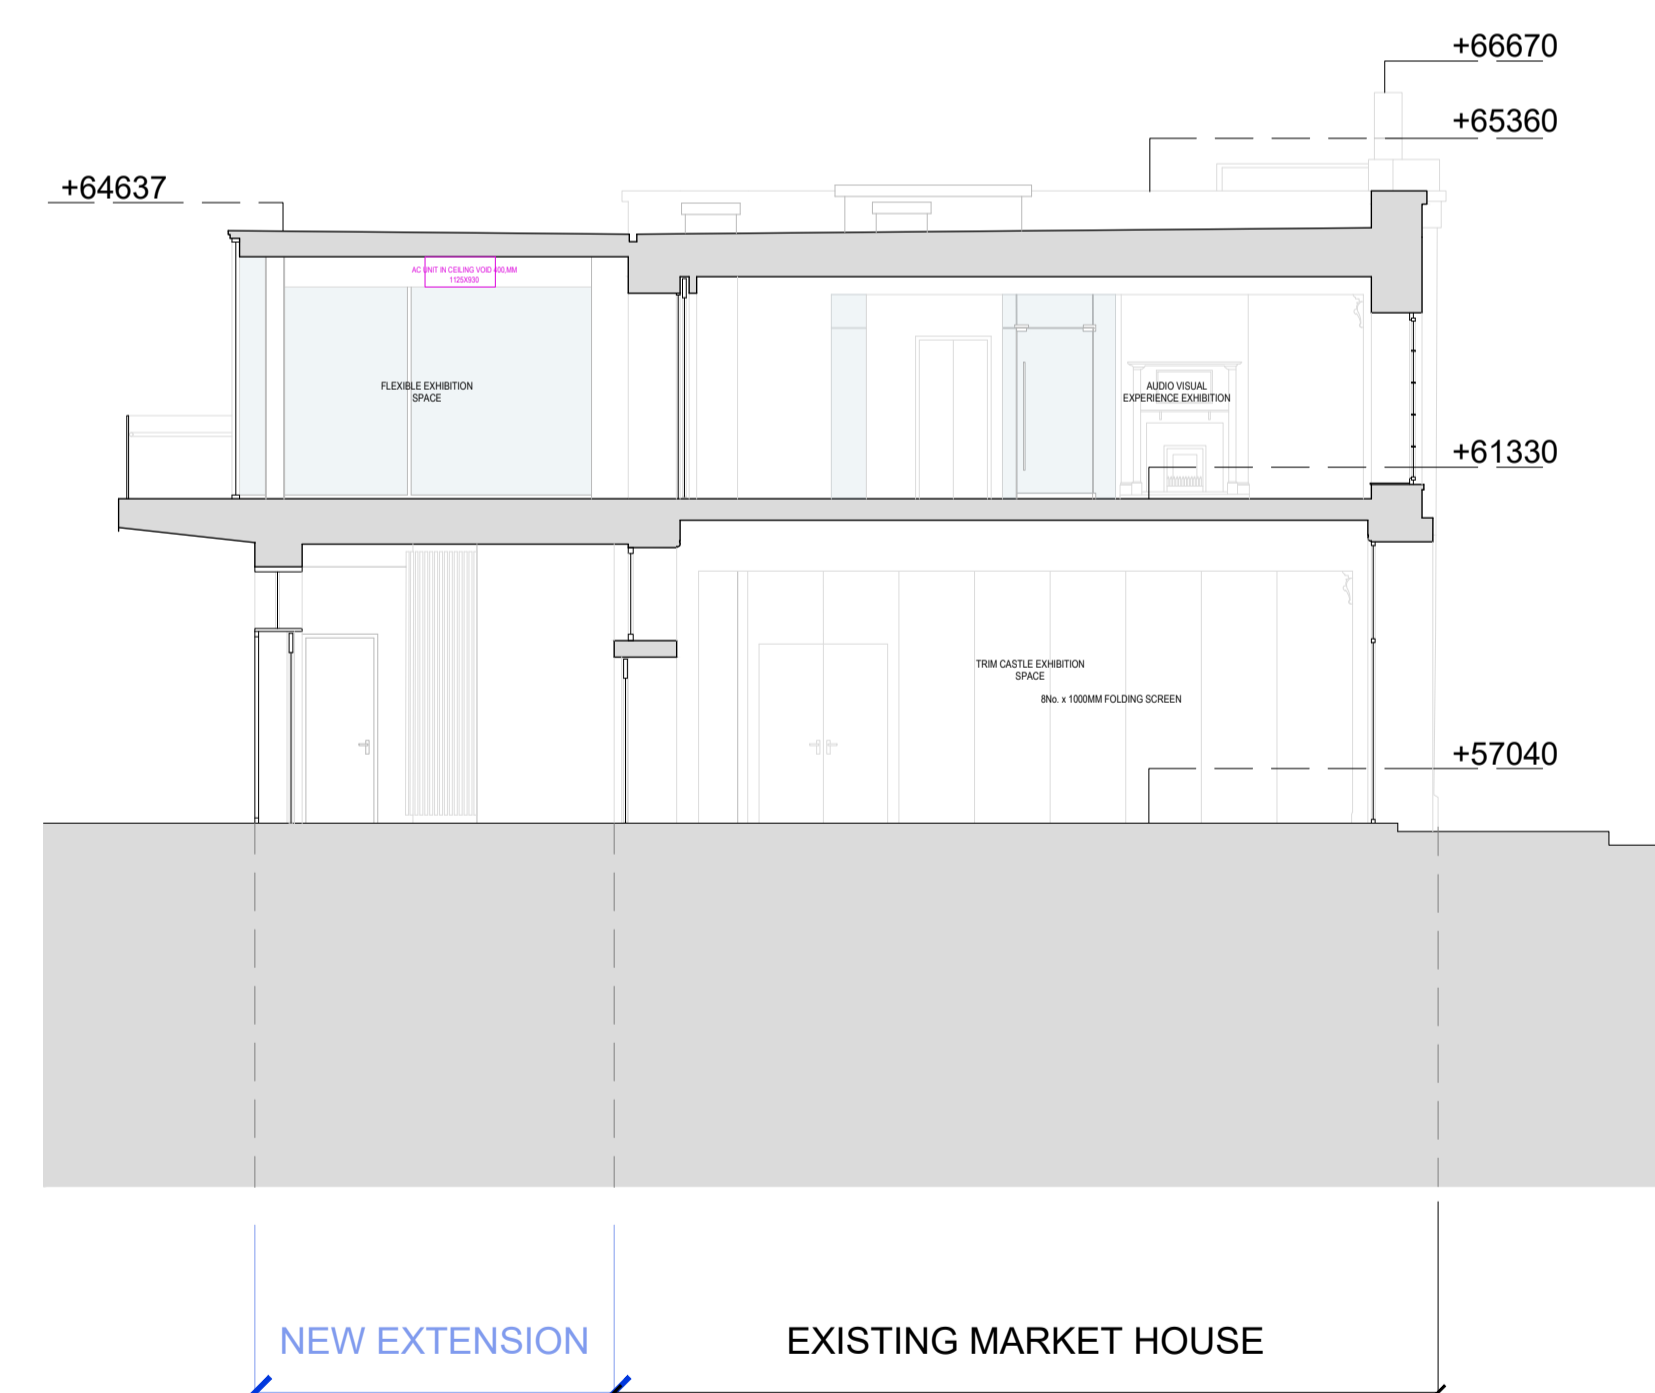 +66670
+65360
+64637
AC UNIT IN CEILING VOID 400,MM
1125X930
FLEXIBLE EXHIBITION
SPACE
AUDIO VISUAL
EXPERIENCE EXHIBITION
+61330
TRIM CASTLE EXHIBITION
SPACE
8No. x 1000MM FOLDING SCREEN
+57040
NEW EXTENSION
EXISTING MARKET HOUSE